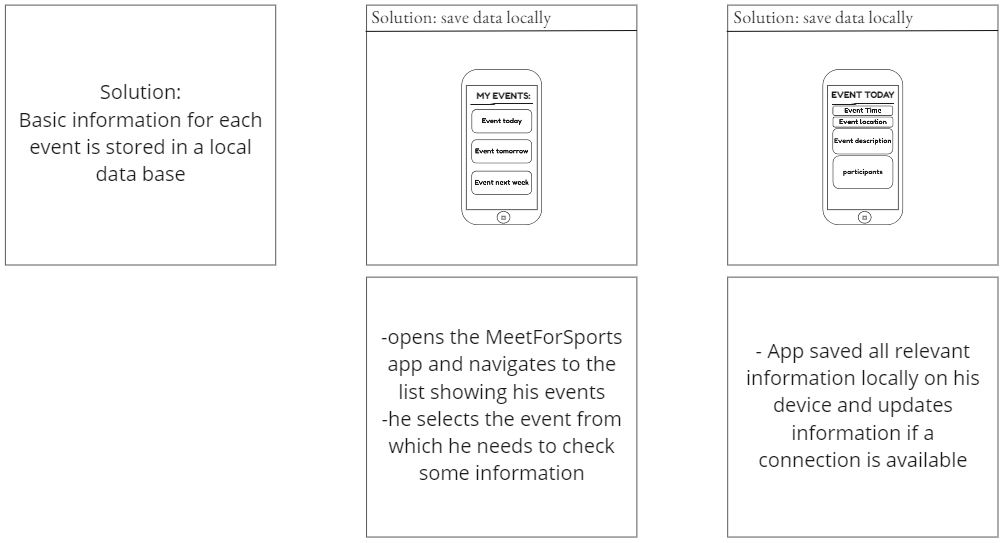 Solution:
Basic information for each
event is stored in a local
data base
Solution: save data locally
MY EVENTS:
Event today
Event tomorrow
Event next week
Solution: save data locally
EVENT TODAY
Event Time
Event location
Event description
participants
-opens the MeetForSports
app and navigates to the
list showing his events
-he selects the event from
which he needs to check
some information
- App saved all relevant
information locally on his
device and updates
information if a
connection is available